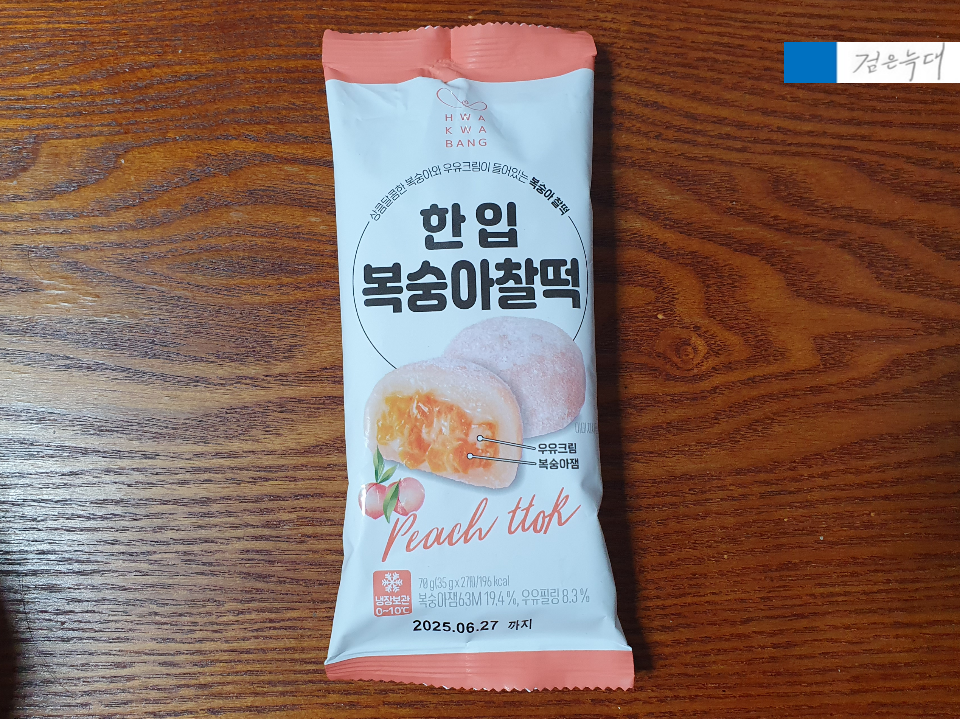 검은늑대
HWA
KWA
BANG
상큼달콤한 복숭아와 우유크림이 들어있는 복숭아 찰떡
한입
복숭아찰떡
우유크림
복숭아잼
Peach ttok
70 g(35 g x 2개)/196 kcal
냉장보관
0~10℃
복숭아잼63M 19.4 %, 우유필링 8.3 %
2025.06.27 까지